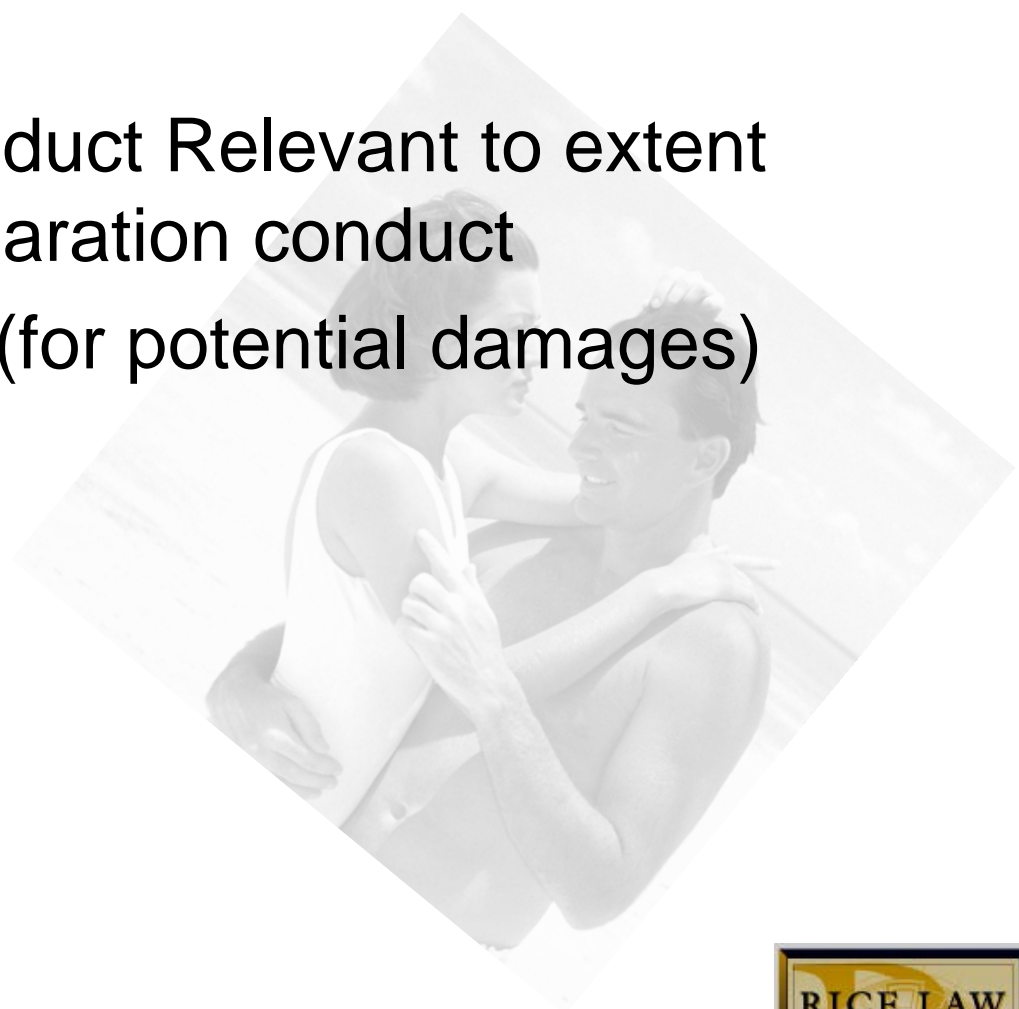 duct Relevant to extent
aration conduct
(for potential damages)
RICE LAW